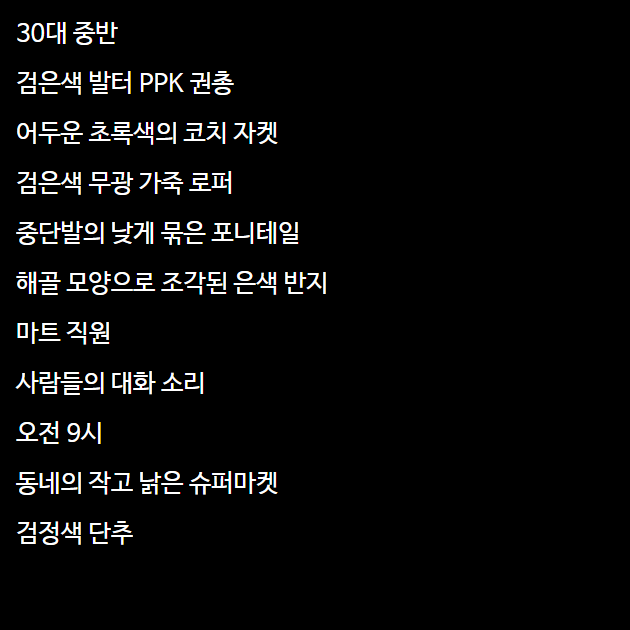 30대 중반
검은색 발터 PPK 권총
어두운 초록색의 코치 자켓
검은색 무광 가죽 로퍼
중단발의 낮게 묶은 포니테일
해골 모양으로 조각된 은색 반지
마트 직원
사람들의 대화 소리
오전 9시
동네의 작고 낡은 슈퍼마켓
검정색 단추